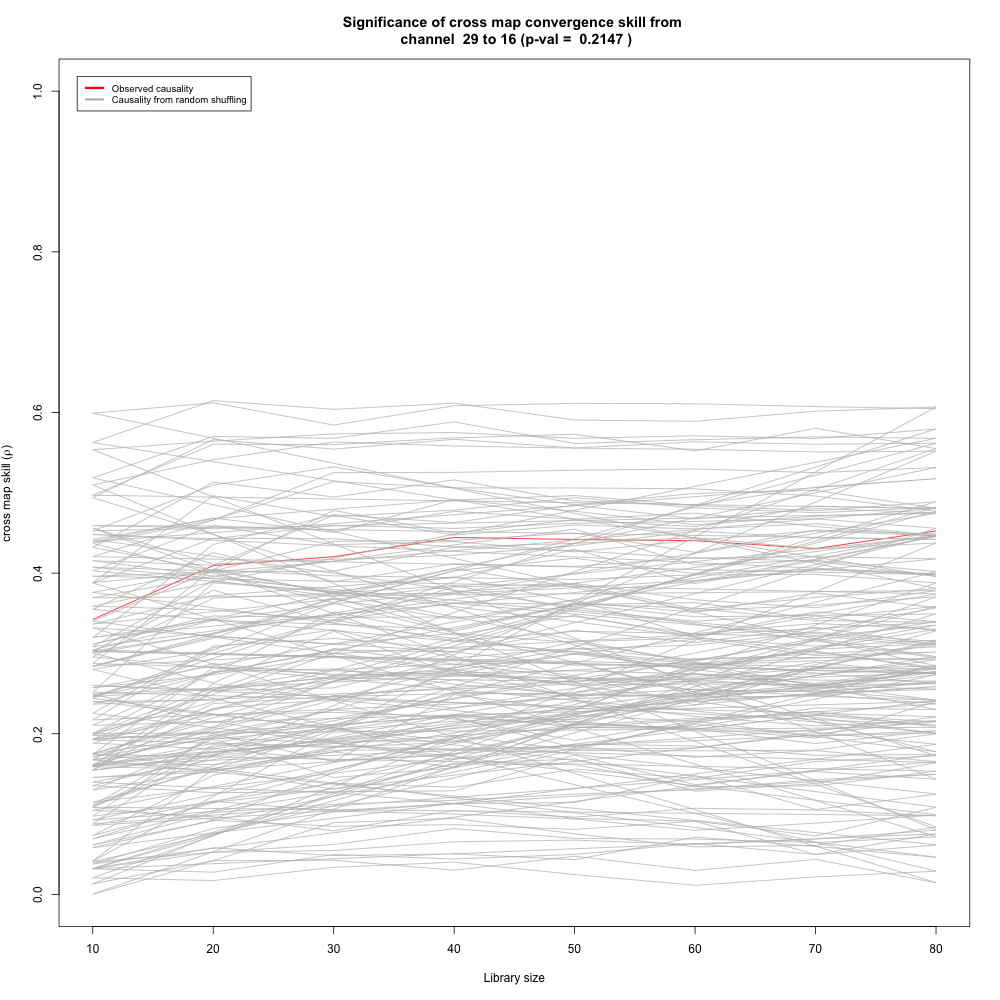 Significance of cross map convergence skill from
channel  29 to 16 (p-val =  0.2147 )
Observed causality
Causality from random shuffling
cross map skill (ρ)
1.0
0.8
0.6
0.4
0.2
0.0
10 20 30 40 50 60 70 80
Library size